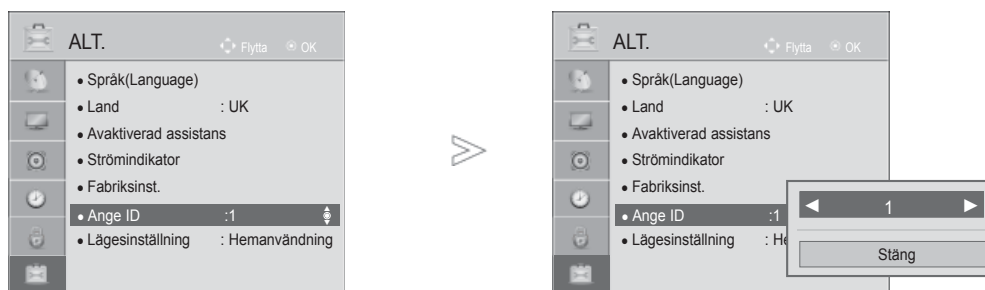 ALT. Flytta OK
• Språk(Language)
• Land : UK
• Avaktiverad assistans
• Strömindikator
• Fabriksinst.
• Ange ID :1
• Lägesinställning : Hemanvändning
ALT. Flytta OK
• Språk(Language)
• Land : UK
• Avaktiverad assistans
• Strömindikator
• Fabriksinst.
• Ange ID :1
◄ 1 ►
• Lägesinställning : He
Stäng